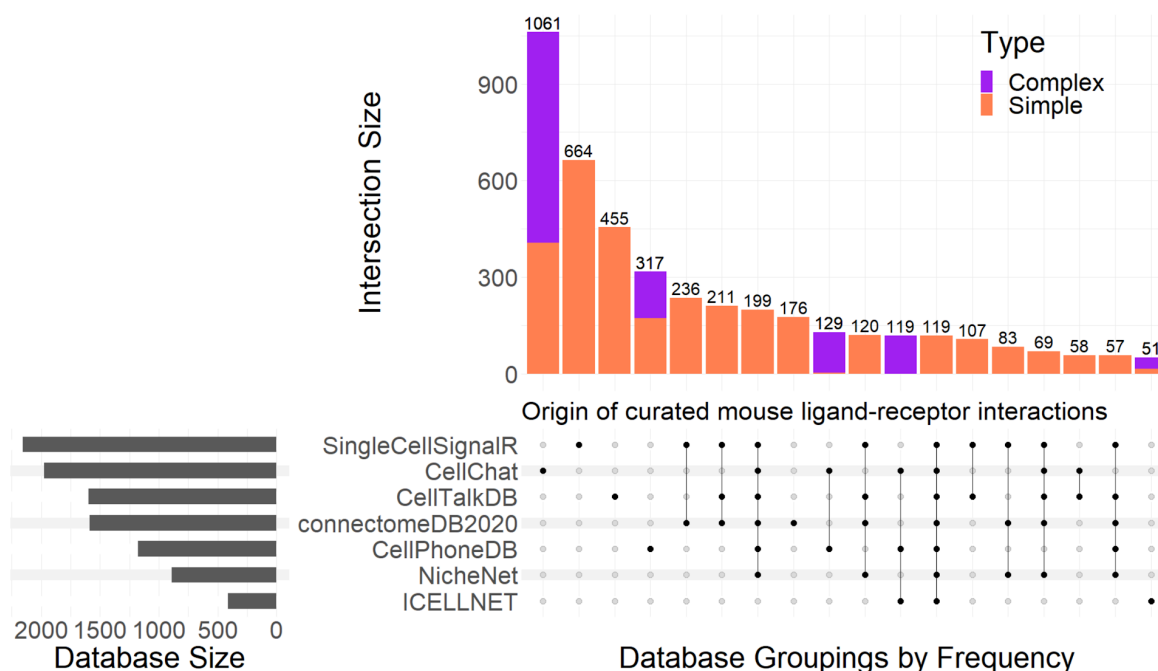 1061
Type
Complex
Simple
900
664
600
455
317
300
236
211
199
176
129
120
119
119
107
83
69
58
57
51
0
Intersection Size
Origin of curated mouse ligand-receptor interactions
SingleCellSignalR
CellChat
CellTalkDB
connectomeDB2020
CellPhoneDB
NicheNet
ICELLNET
2000 1500 1000 500 0
Database Size
Database Groupings by Frequency